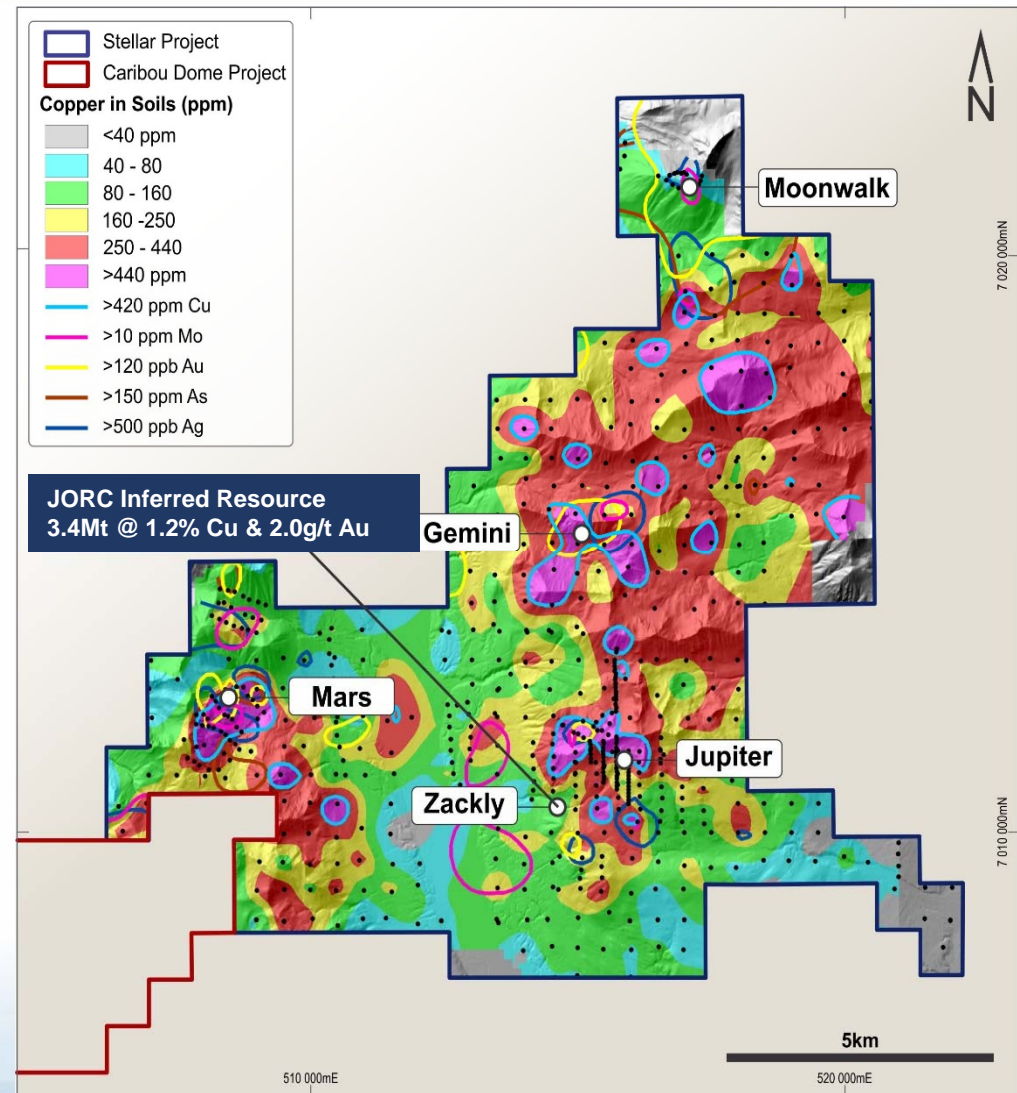 Stellar Project
Caribou Dome Project
Copper in Soils (ppm)
<40 ppm
40 - 80
80 - 160
160 -250
250 - 440
>440 ppm
>420 ppm Cu
>10 ppm Mo
>120 ppb Au
>150 ppm As
>500 ppb Ag
N
Moonwalk
7 020 000mN
JORC Inferred Resource
3.4Mt @ 1.2% Cu & 2.0g/t Au
Gemini
Mars
Jupiter
Zackly
7 010 000mN
5km
510 000mE
520 000mE